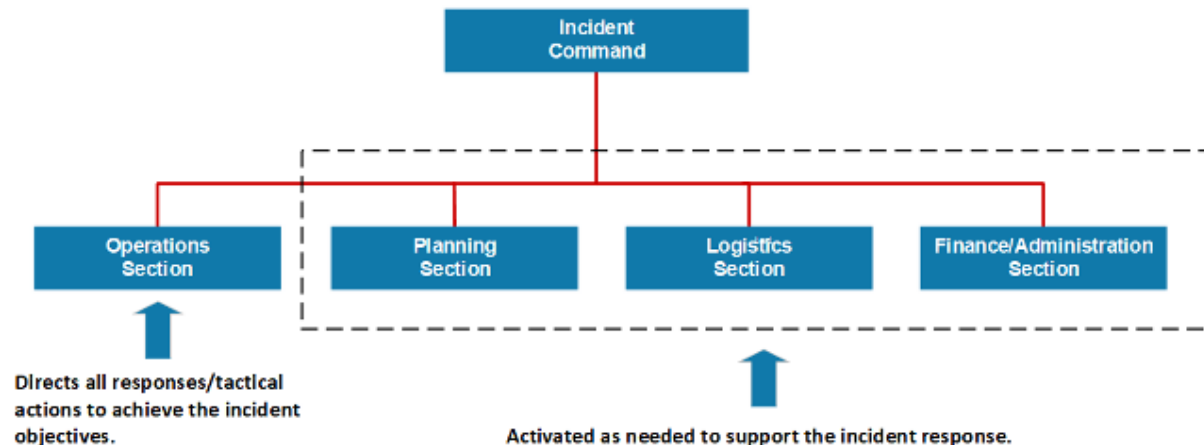 Incident
Command
Operations
Section
Planning
Section
Logistics
Section
Finance/Administration
Section
Directs all responses/tactical
actions to achieve the incident
objectives.
Activated as needed to support the incident response.